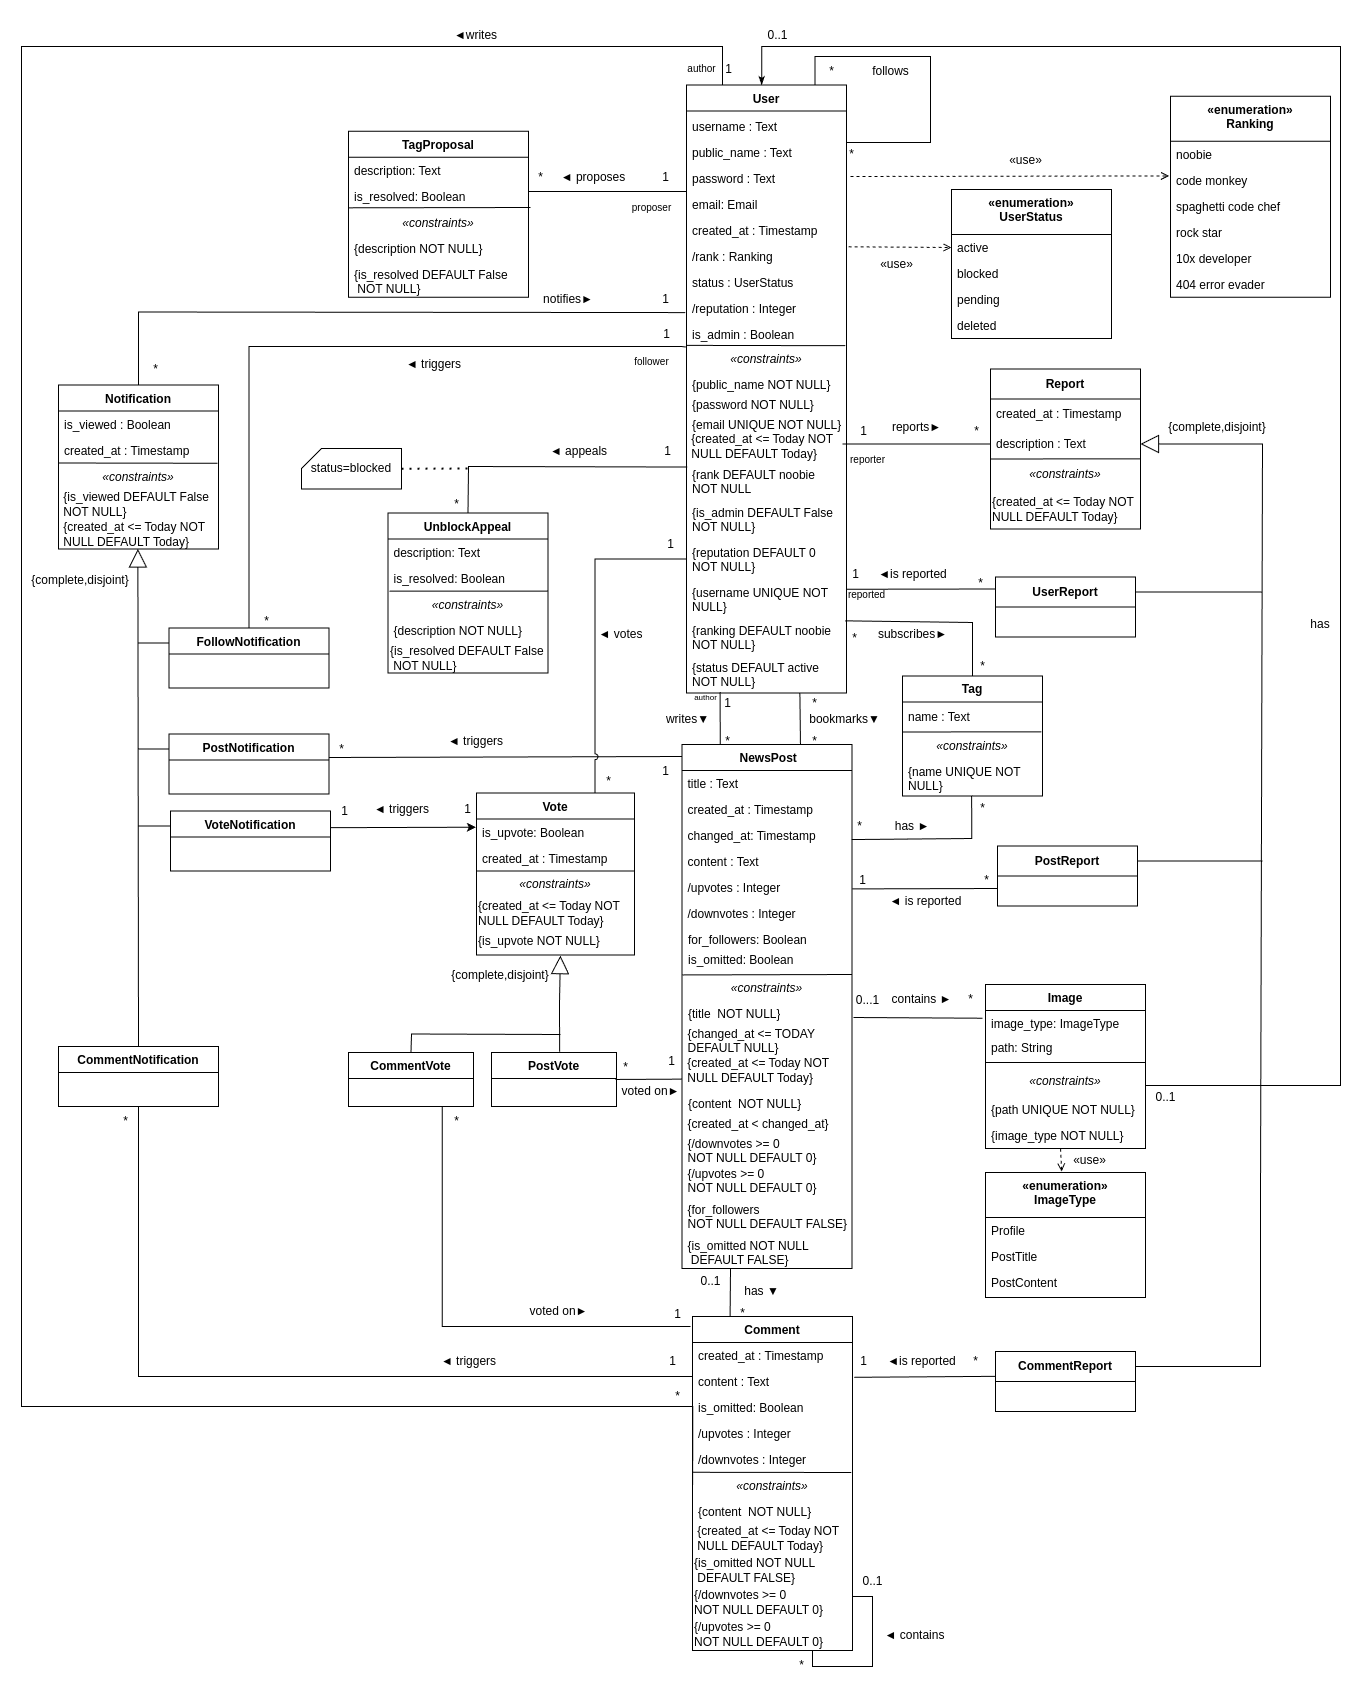 ◄writes
0..1
author
1
*
follows
*
User
username : Text
public_name : Text
password : Text
email: Email
created_at : Timestamp
/rank : Ranking
status : UserStatus
/reputation : Integer
is_admin : Boolean
«constraints»
{public_name NOT NULL}
{password NOT NULL}
{email UNIQUE NOT NULL}
{created_at <= Today NOT
NULL DEFAULT Today}
{rank DEFAULT noobie
NOT NULL
{is_admin DEFAULT False
NOT NULL}
{reputation DEFAULT 0
NOT NULL}
{username UNIQUE NOT
NULL}
{ranking DEFAULT noobie
NOT NULL}
{status DEFAULT active
NOT NULL}
«use»
«enumeration»
Ranking
noobie
code monkey
spaghetti code chef
rock star
10x developer
404 error evader
«use»
«enumeration»
UserStatus
active
blocked
pending
deleted
TagProposal
description: Text
is_resolved: Boolean
«constraints»
{description NOT NULL}
{is_resolved DEFAULT False
NOT NULL}
*
◄ proposes
1
proposer
notifies►
1
*
1
◄ triggers
follower
Notification
is_viewed : Boolean
created_at : Timestamp
«constraints»
{is_viewed DEFAULT False
NOT NULL}
{created_at <= Today NOT
NULL DEFAULT Today}
{complete,disjoint}
status=blocked
◄ appeals
1
*
UnblockAppeal
description: Text
is_resolved: Boolean
«constraints»
{description NOT NULL}
{is_resolved DEFAULT False
NOT NULL}
1
◄ votes
*
*
FollowNotification
Report
created_at : Timestamp
description : Text
«constraints»
{created_at <= Today NOT
NULL DEFAULT Today}
{complete,disjoint}
1
reports►
*
reporter
1
◄is reported
*
reported
UserReport
has
*
subscribes►
*
Tag
name : Text
«constraints»
{name UNIQUE NOT
NULL}
author
1
writes▼
*
*
bookmarks▼
*
PostNotification
*
◄ triggers
1
VoteNotification
1
◄ triggers
1
Vote
is_upvote: Boolean
created_at : Timestamp
«constraints»
{created_at <= Today NOT
NULL DEFAULT Today}
{is_upvote NOT NULL}
{complete,disjoint}
NewsPost
title : Text
created_at : Timestamp
changed_at: Timestamp
content : Text
/upvotes : Integer
/downvotes : Integer
for_followers: Boolean
is_omitted: Boolean
«constraints»
{title  NOT NULL}
{changed_at <= TODAY
DEFAULT NULL}
{created_at <= Today NOT
NULL DEFAULT Today}
{content  NOT NULL}
{created_at < changed_at}
{/downvotes >= 0
NOT NULL DEFAULT 0}
{/upvotes >= 0
NOT NULL DEFAULT 0}
{for_followers
NOT NULL DEFAULT FALSE}
{is_omitted NOT NULL
DEFAULT FALSE}
*
has ►
*
1
*
◄ is reported
PostReport
0...1
contains ►
*
Image
image_type: ImageType
path: String
«constraints»
{path UNIQUE NOT NULL}
{image_type NOT NULL}
0..1
«use»
«enumeration»
ImageType
Profile
PostTitle
PostContent
CommentNotification
*
CommentVote
*
PostVote
*
1
voted on►
0..1
has ▼
*
voted on►
1
◄ triggers
1
*
Comment
created_at : Timestamp
content : Text
is_omitted: Boolean
/upvotes : Integer
/downvotes : Integer
«constraints»
{content  NOT NULL}
{created_at <= Today NOT
NULL DEFAULT Today}
{is_omitted NOT NULL
DEFAULT FALSE}
{/downvotes >= 0
NOT NULL DEFAULT 0}
{/upvotes >= 0
NOT NULL DEFAULT 0}
1
◄is reported
*
CommentReport
0..1
◄ contains
*